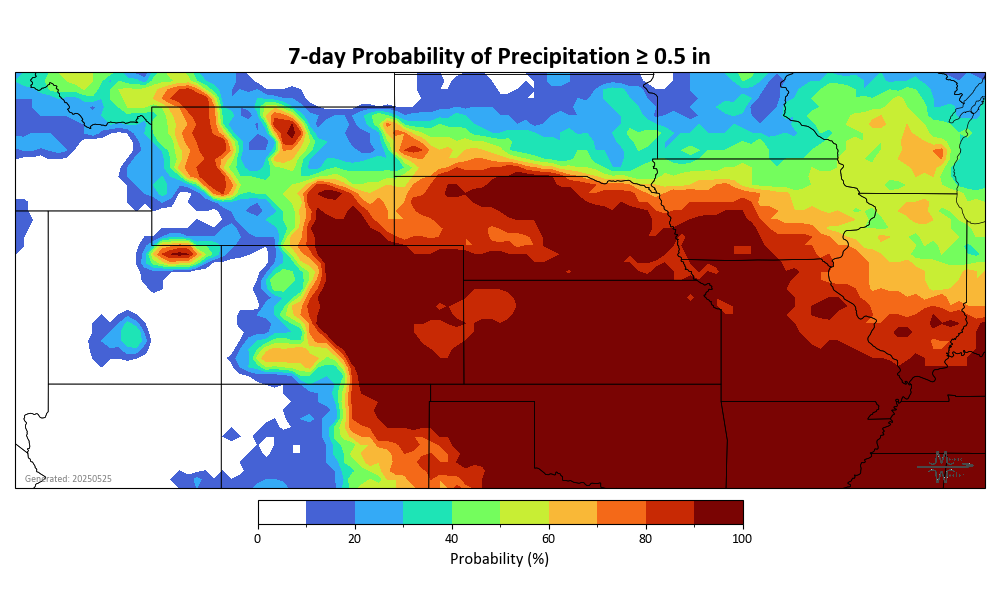 7-day Probability of Precipitation ≥ 0.5 in
Generated: 20250525
0 20 40 60 80 100
Probability (%)